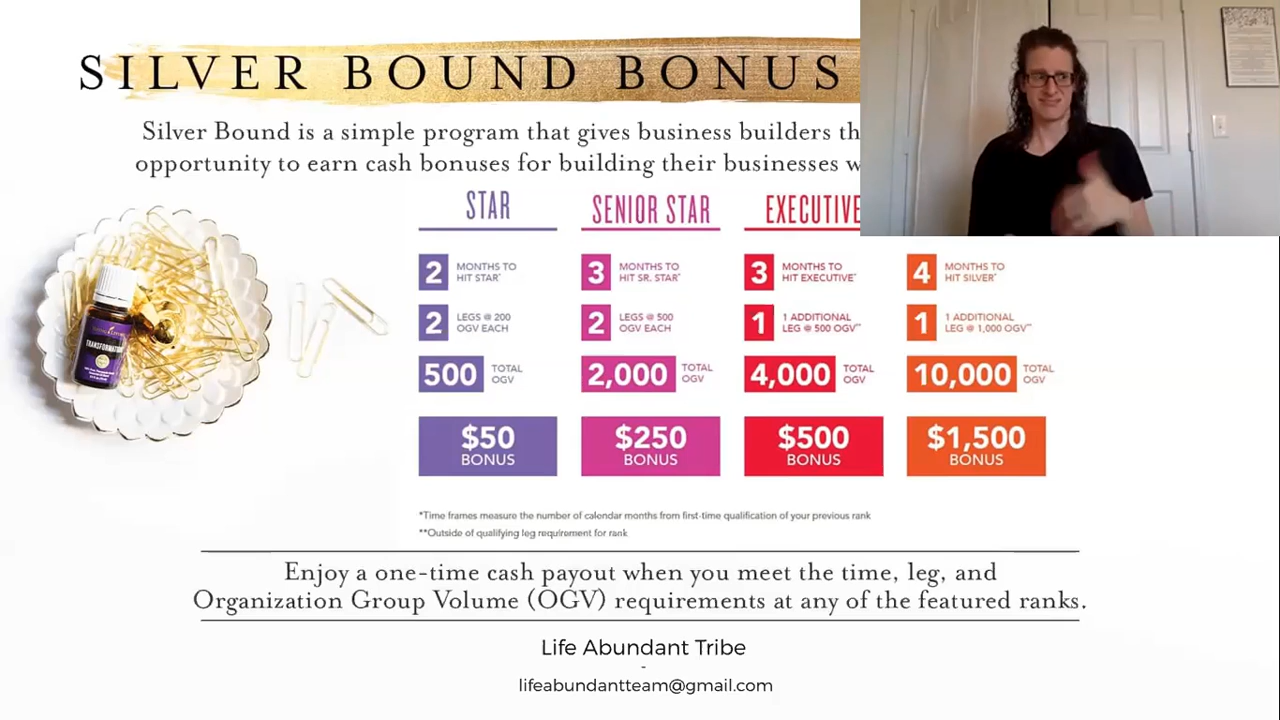 SILVER BOUND BONUS
Silver Bound is a simple program that gives business builders th
opportunity to earn cash bonuses for building their businesses w
STAR
2 MONTHS TO
HIT STAR*
2 LEGS @ 200
OGV EACH
500 TOTAL
OGV
$50
BONUS
SENIOR STAR
3 MONTHS TO
HIT SR. STAR*
2 LEGS @ 500
OGV EACH
2,000 TOTAL
OGV
$250
BONUS
EXECUTIVE
3 MONTHS TO
HIT EXECUTIVE*
1 1 ADDITIONAL
LEG @ 500 OGV**
4,000 TOTAL
OGV
$500
BONUS
4 MONTHS TO
HIT SILVER*
1 1 ADDITIONAL
LEG @ 1,000 OGV**
10,000 TOTAL
OGV
$1,500
BONUS
*Time frames measure the number of calendar months from first-time qualification of your previous rank
**Outside of qualifying leg requirement for rank
Enjoy a one-time cash payout when you meet the time, leg, and
Organization Group Volume (OGV) requirements at any of the featured ranks.
Life Abundant Tribe
-
lifeabundantteam@gmail.com